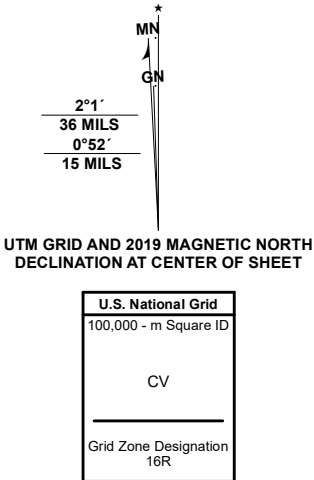 ★
MN
GN
2°1´
36 MILS
0°52´
15 MILS
UTM GRID AND 2019 MAGNETIC NORTH
DECLINATION AT CENTER OF SHEET
U.S. National Grid
100,000 - m Square ID
CV
Grid Zone Designation
16R